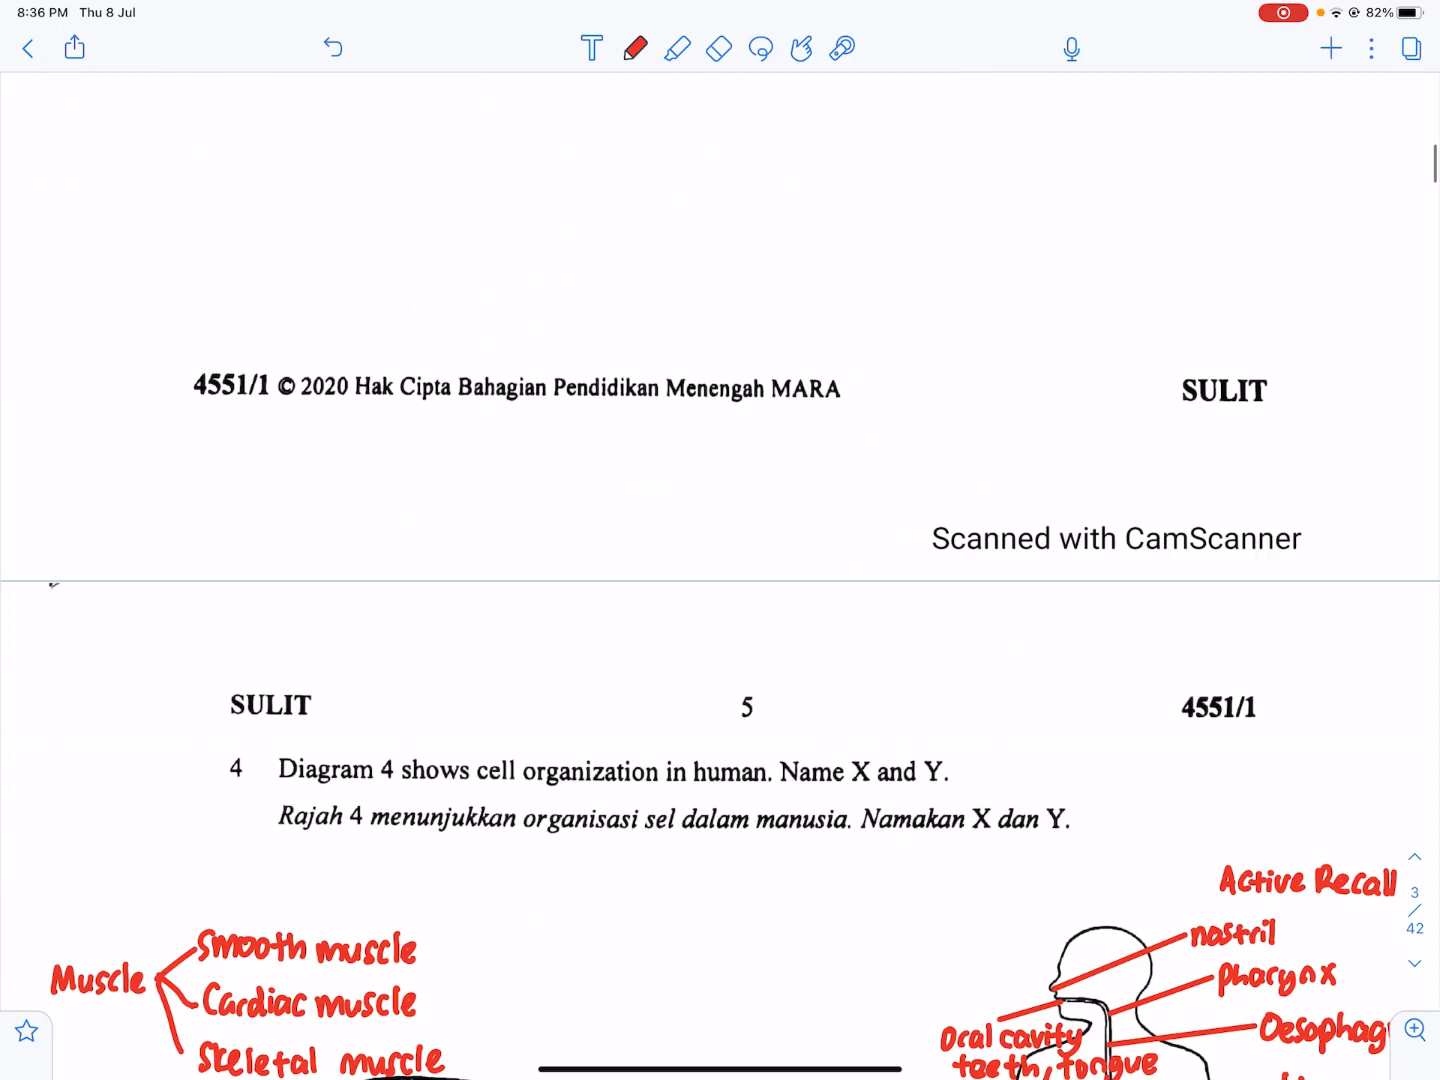 8:36 PM Thu 8 Jul
82%
4551/1 © 2020 Hak Cipta Bahagian Pendidikan Menengah MARA
SULIT
Scanned with CamScanner
SULIT
5
4551/1
4 Diagram 4 shows cell organization in human. Name X and Y.
Rajah 4 menunjukkan organisasi sel dalam manusia. Namakan X dan Y.
Active Recall
3
/
42
nostril
Smooth muscle
Muscle
pharynx
Cardiac muscle
Oesophag
Oral cavity
teeth, tongue
Skeletal muscle